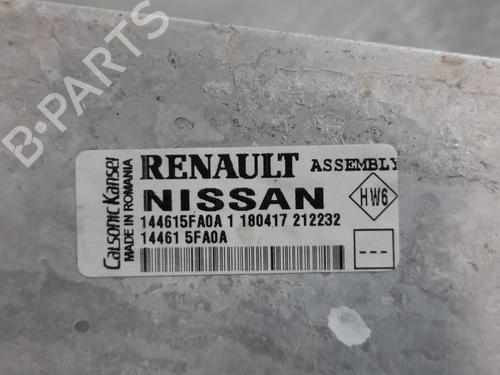 B-PARTS
Calsonic Kansei
MADE IN ROMANIA
RENAULT ASSEMBLY
NISSAN
144615FA0A 1 180417 212232
14461 5FA0A
HW6
---